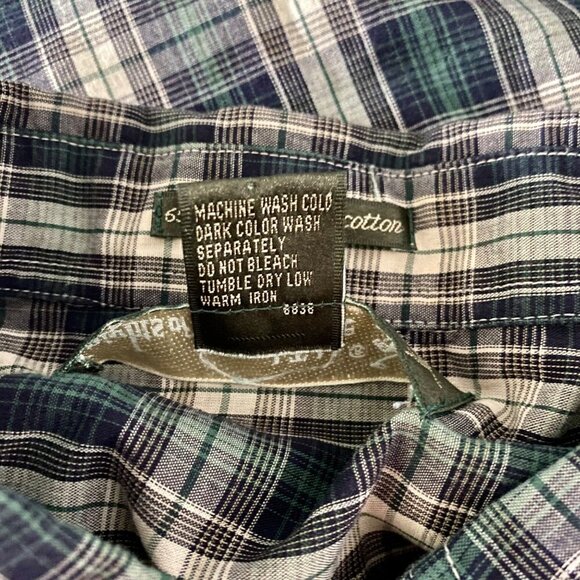 MACHINE WASH COLD
DARK COLOR WASH
SEPARATELY
DO NOT BLEACH
TUMBLE DRY LOW
WARM IRON
6838
cotton